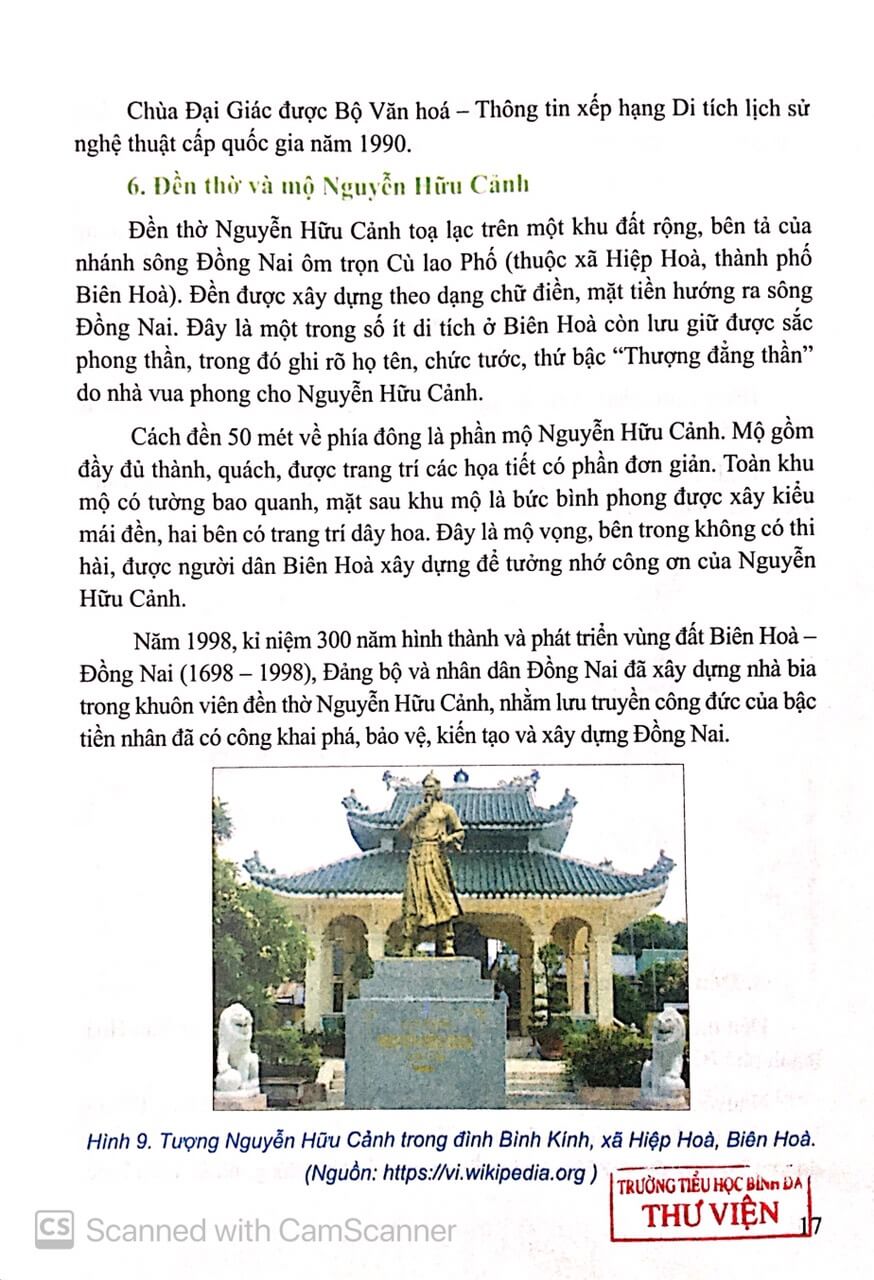 Chùa Đại Giác được Bộ Văn hoá – Thông tin xếp hạng Di tích lịch sử
nghệ thuật cấp quốc gia năm 1990.
6. Đền thờ và mộ Nguyễn Hữu Cảnh
Đền thờ Nguyễn Hữu Cảnh toạ lạc trên một khu đất rộng, bên tả của
nhánh sông Đồng Nai ôm trọn Cù lao Phố (thuộc xã Hiệp Hoà, thành phố
Biên Hoà). Đền được xây dựng theo dạng chữ điền, mặt tiền hướng ra sông
Đồng Nai. Đây là một trong số ít di tích ở Biên Hoà còn lưu giữ được sắc
phong thần, trong đó ghi rõ họ tên, chức tước, thứ bậc “Thượng đẳng thần”
do nhà vua phong cho Nguyễn Hữu Cảnh.
Cách đền 50 mét về phía đông là phần mộ Nguyễn Hữu Cảnh. Mộ gồm
đầy đủ thành, quách, được trang trí các họa tiết có phần đơn giản. Toàn khu
mộ có tường bao quanh, mặt sau khu mộ là bức bình phong được xây kiểu
mái đền, hai bên có trang trí dây hoa. Đây là mộ vọng, bên trong không có thi
hài, được người dân Biên Hoà xây dựng để tưởng nhớ công ơn của Nguyễn
Hữu Cảnh.
Năm 1998, kỉ niệm 300 năm hình thành và phát triển vùng đất Biên Hoà –
Đồng Nai (1698 – 1998), Đảng bộ và nhân dân Đồng Nai đã xây dựng nhà bia
trong khuôn viên đền thờ Nguyễn Hữu Cảnh, nhằm lưu truyền công đức của bậc
tiền nhân đã có công khai phá, bảo vệ, kiến tạo và xây dựng Đồng Nai.
Hình 9. Tượng Nguyễn Hữu Cảnh trong đình Bình Kính, xã Hiệp Hoà, Biên Hoà.
(Nguồn: https://vi.wikipedia.org )
TRƯỜNG TIỂU HỌC BÌNH ĐA
THƯ VIỆN
17
CS Scanned with CamScanner